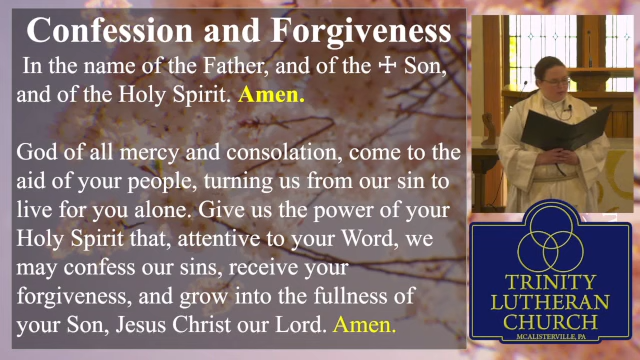 Confession and Forgiveness
In the name of the Father, and of the ☩ Son,
and of the Holy Spirit. Amen.
God of all mercy and consolation, come to the
aid of your people, turning us from our sin to
live for you alone. Give us the power of your
Holy Spirit that, attentive to your Word, we
may confess our sins, receive your
forgiveness, and grow into the fullness of
your Son, Jesus Christ our Lord. Amen.
TRINITY
LUTHERAN
CHURCH
MCALISTERVILLE, PA